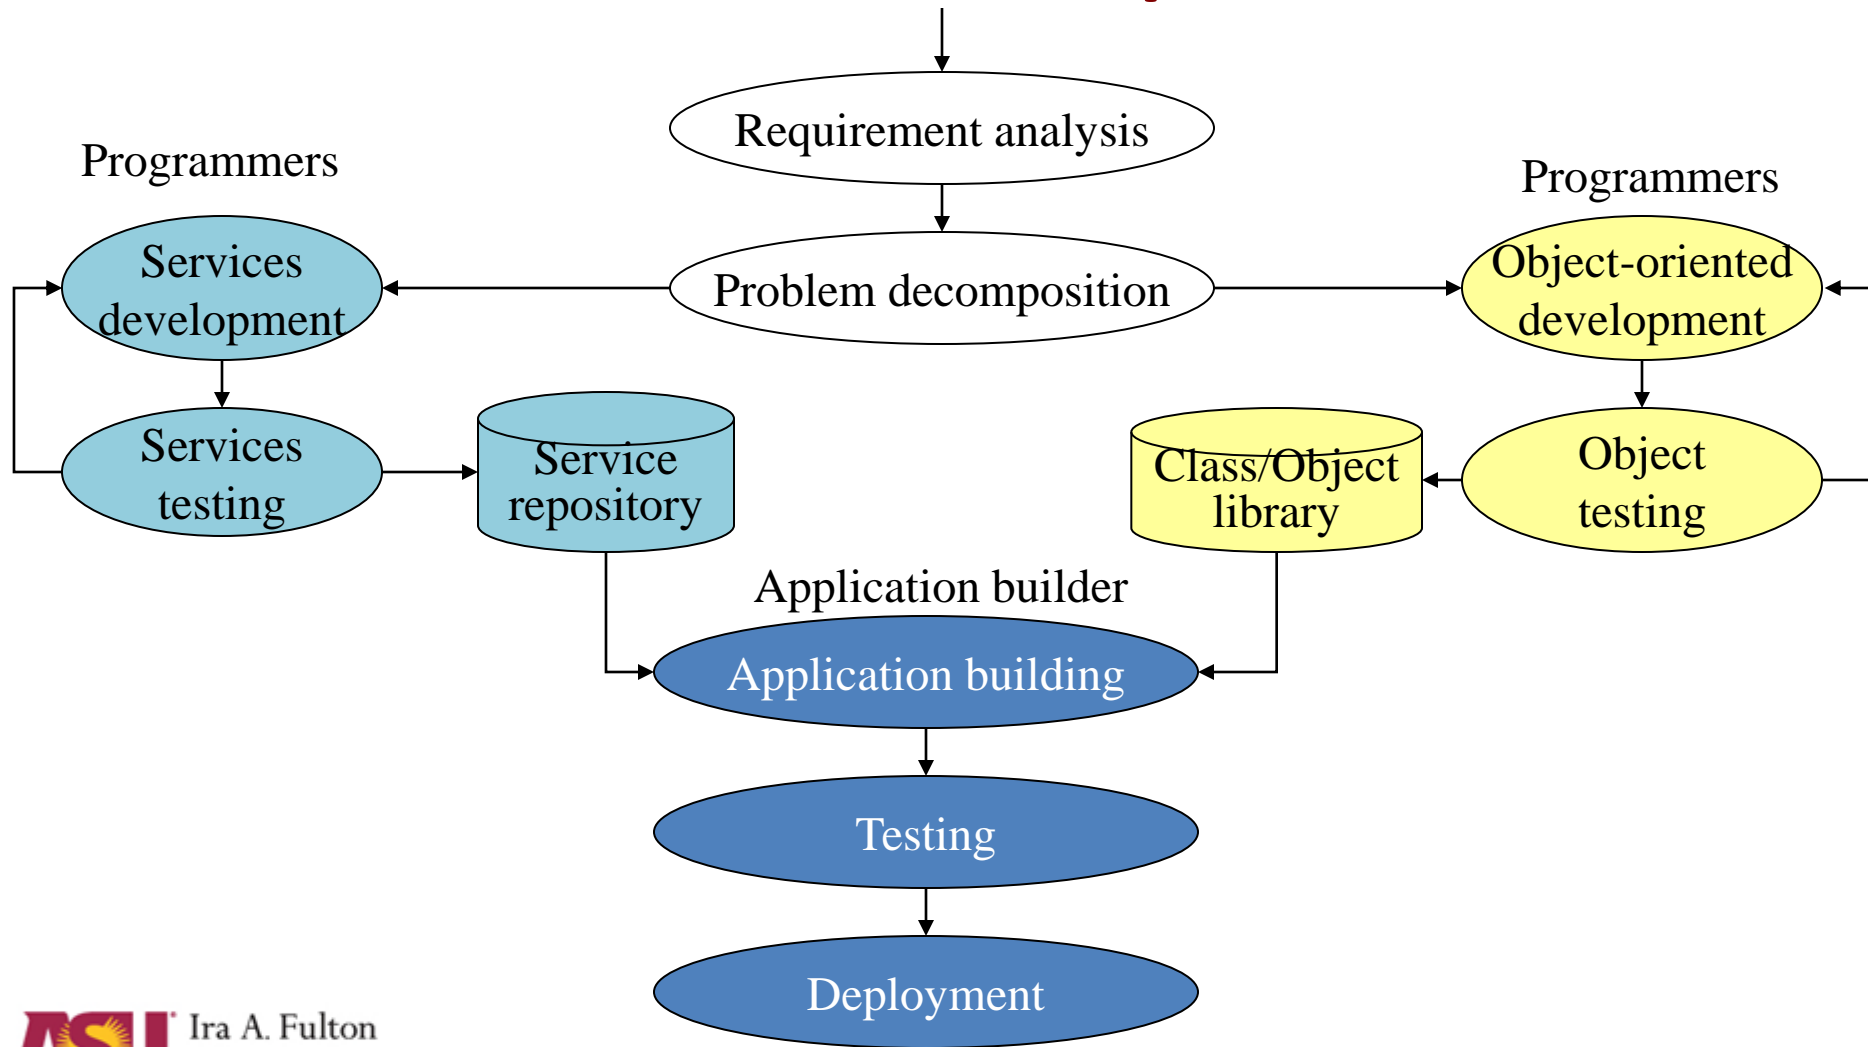 Requirement analysis
Programmers
Programmers
Services
development
Problem decomposition
Object-oriented
development
Services
testing
Service
repository
Class/Object
library
Object
testing
Application builder
Application building
Testing
Deployment
ASU Ira A. Fulton